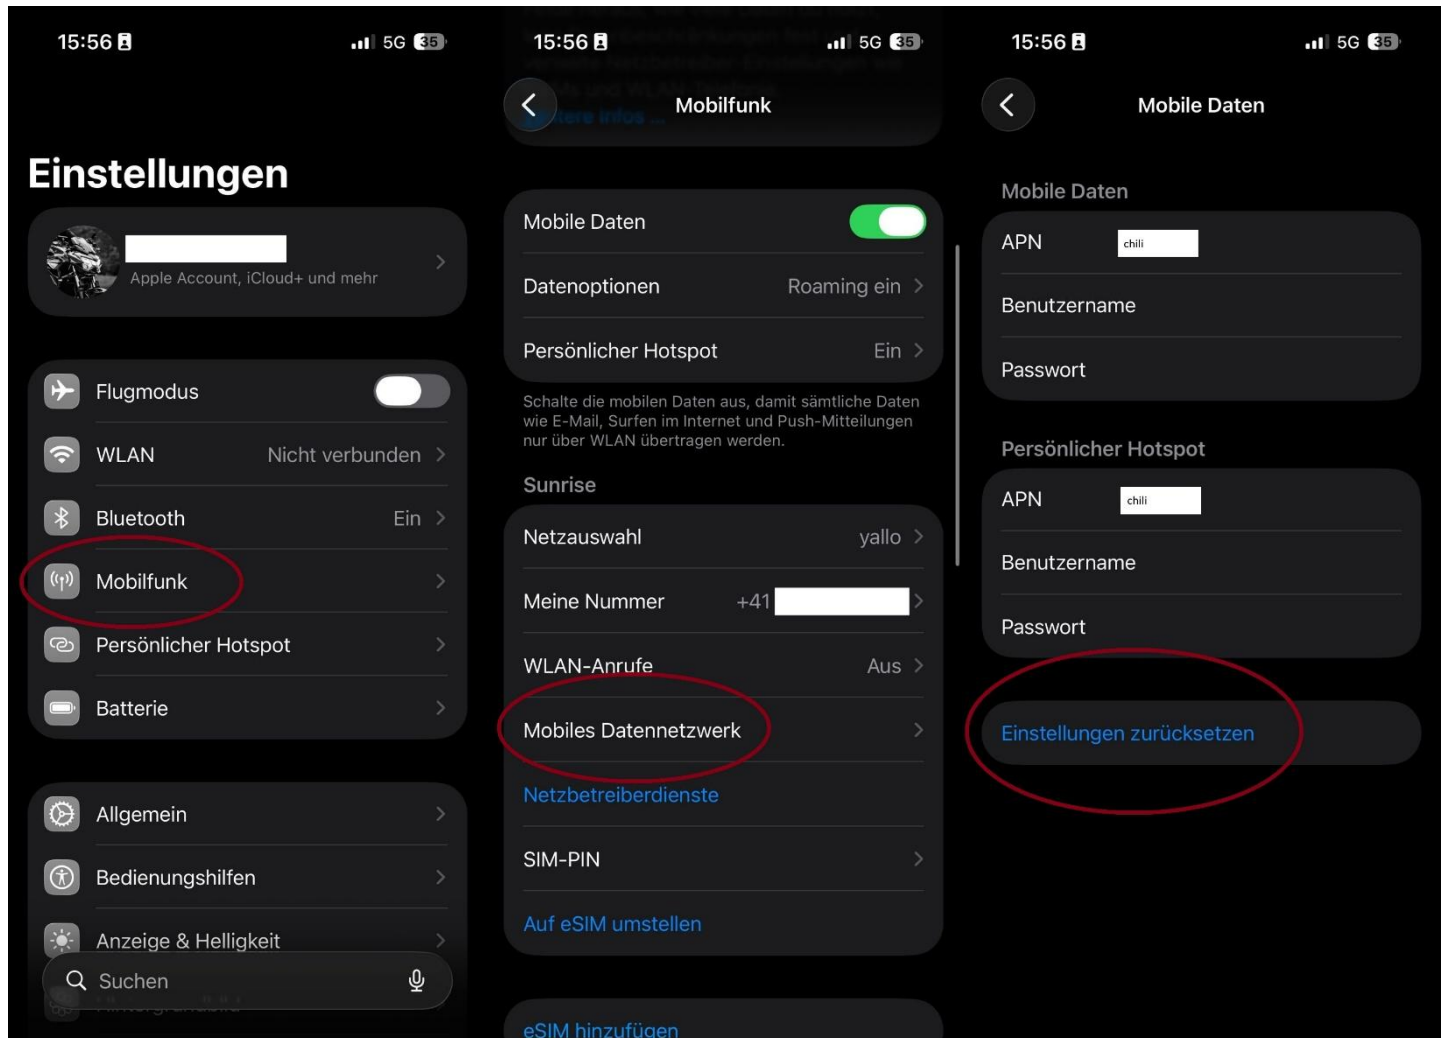 15:56
5G 35
Einstellungen
Apple Account, iCloud+ und mehr
Flugmodus
WLAN Nicht verbunden
Bluetooth Ein
Mobilfunk
Persönlicher Hotspot
Batterie
Allgemein
Bedienungshilfen
Anzeige & Helligkeit
Suchen
15:56
5G 35
Mobilfunk
Mobile Daten
Datenoptionen Roaming ein
Persönlicher Hotspot Ein
Schalte die mobilen Daten aus, damit sämtliche Daten
wie E-Mail, Surfen im Internet und Push-Mitteilungen
nur über WLAN übertragen werden.
Sunrise
Netzauswahl yallo
Meine Nummer +41
WLAN-Anrufe Aus
Mobiles Datennetzwerk
Netzbetreiberdienste
SIM-PIN
Auf eSIM umstellen
eSIM hinzufügen
15:56
5G 35
Mobile Daten
Mobile Daten
APN chili
Benutzername
Passwort
Persönlicher Hotspot
APN chili
Benutzername
Passwort
Einstellungen zurücksetzen